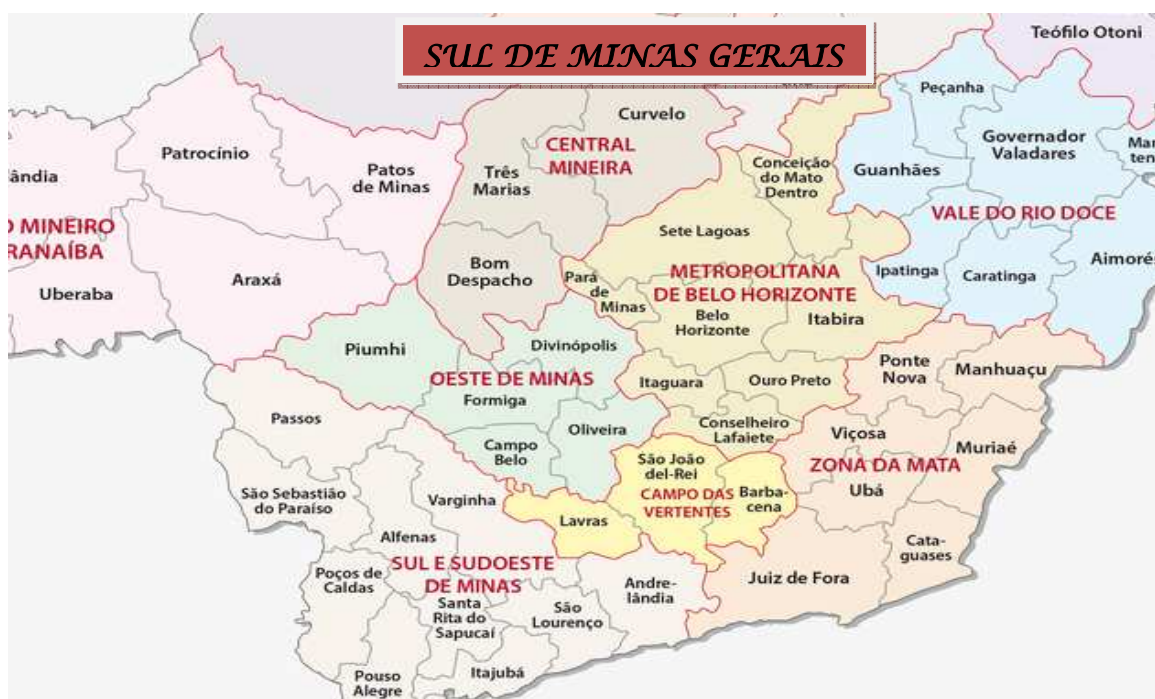 SUL DE MINAS GERAIS
Teófilo Otoni
Peçanha
Curvelo
CENTRAL
MINEIRA
Patrocínio
Patos
de Minas
Três
Marias
Conceição
do Mato
Dentro
Guanhães
Governador
Valadares
Man
ten
lândia
O MINEIRO
RANAÍBA
Uberaba
Araxá
Bom
Despacho
Sete Lagoas
VALE DO RIO DOCE
Pará
de
Minas
METROPOLITANA
DE BELO HORIZONTE
Belo
Horizonte
Itabira
Ipatinga
Caratinga
Aimorés
Piumhi
Divinópolis
OESTE DE MINAS
Formiga
Itaguara
Ouro Preto
Ponte
Nova
Manhuaçu
Passos
Campo
Belo
Oliveira
Conselheiro
Lafaiete
Viçosa
Muriaé
São João
del-Rei
ZONA DA MATA
Ubá
São Sebastião
do Paraíso
Varginha
Lavras
CAMPO DAS
VERTENTES
Barba-
cena
Alfenas
Cata-
guases
Poços de
Caldas
SUL E SUDOESTE
DE MINAS
Andre-
lândia
Juiz de Fora
Santa
Rita do
Sapucaí
São
Lourenço
Pouso
Alegre
Itajubá